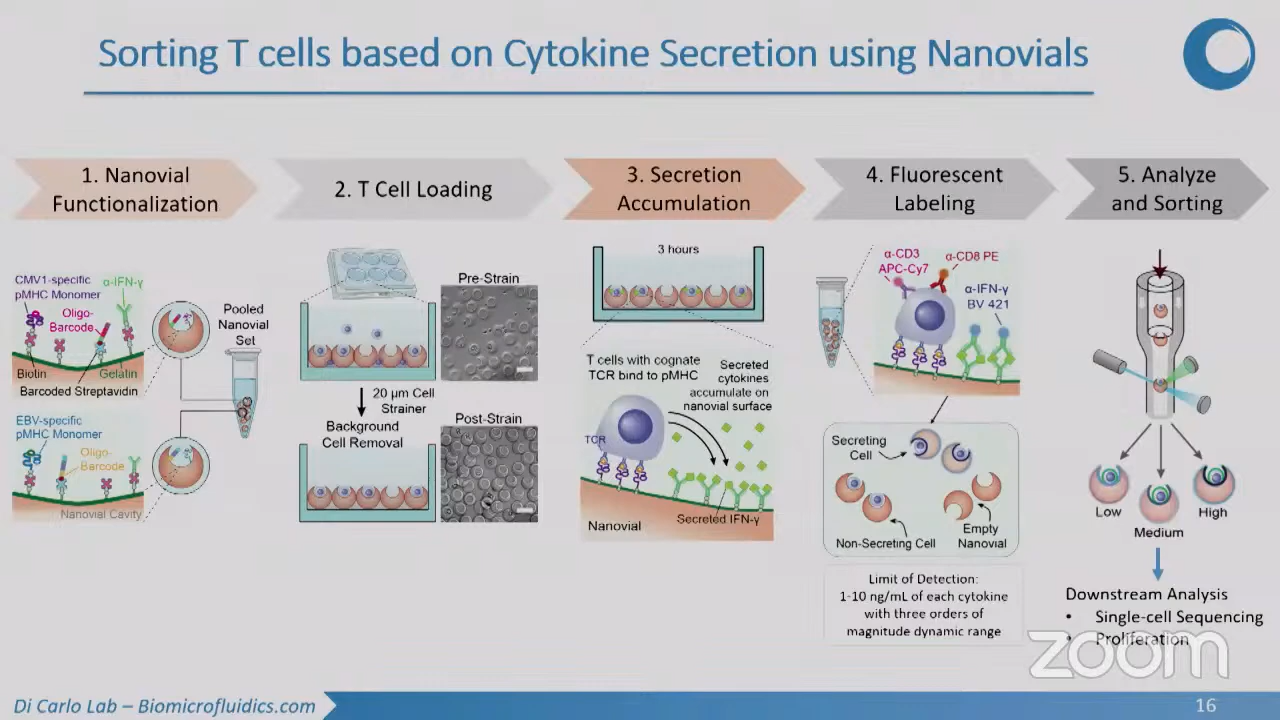 Sorting T cells based on Cytokine Secretion using Nanovials
1. Nanovial
Functionalization
2. T Cell Loading
3. Secretion
Accumulation
4. Fluorescent
Labeling
5. Analyze
and Sorting
CMV1-specific
pMHC Monomer
α-IFN-γ
Oligo-
Barcode
Biotin
Gelatin
Barcoded Streptavidin
EBV-specific
pMHC Monomer
Oligo-
Barcode
Nanovial Cavity
Pooled
Nanovial
Set
Pre-Strain
20 µm Cell
Strainer
Background
Cell Removal
Post-Strain
3 hours
T cells with cognate
TCR bind to pMHC
Secreted
cytokines
accumulate on
nanovial surface
TCR
Nanovial
Secreted IFN-γ
α-CD3
APC-Cy7
α-CD8 PE
α-IFN-γ
BV 421
Secreting
Cell
Non-Secreting Cell
Empty
Nanovial
Limit of Detection:
1-10 ng/mL of each cytokine
with three orders of
magnitude dynamic range
Low
Medium
High
Downstream Analysis
• Single-cell Sequencing
• Proliferation
zoom
Di Carlo Lab – Biomicrofluidics.com
16